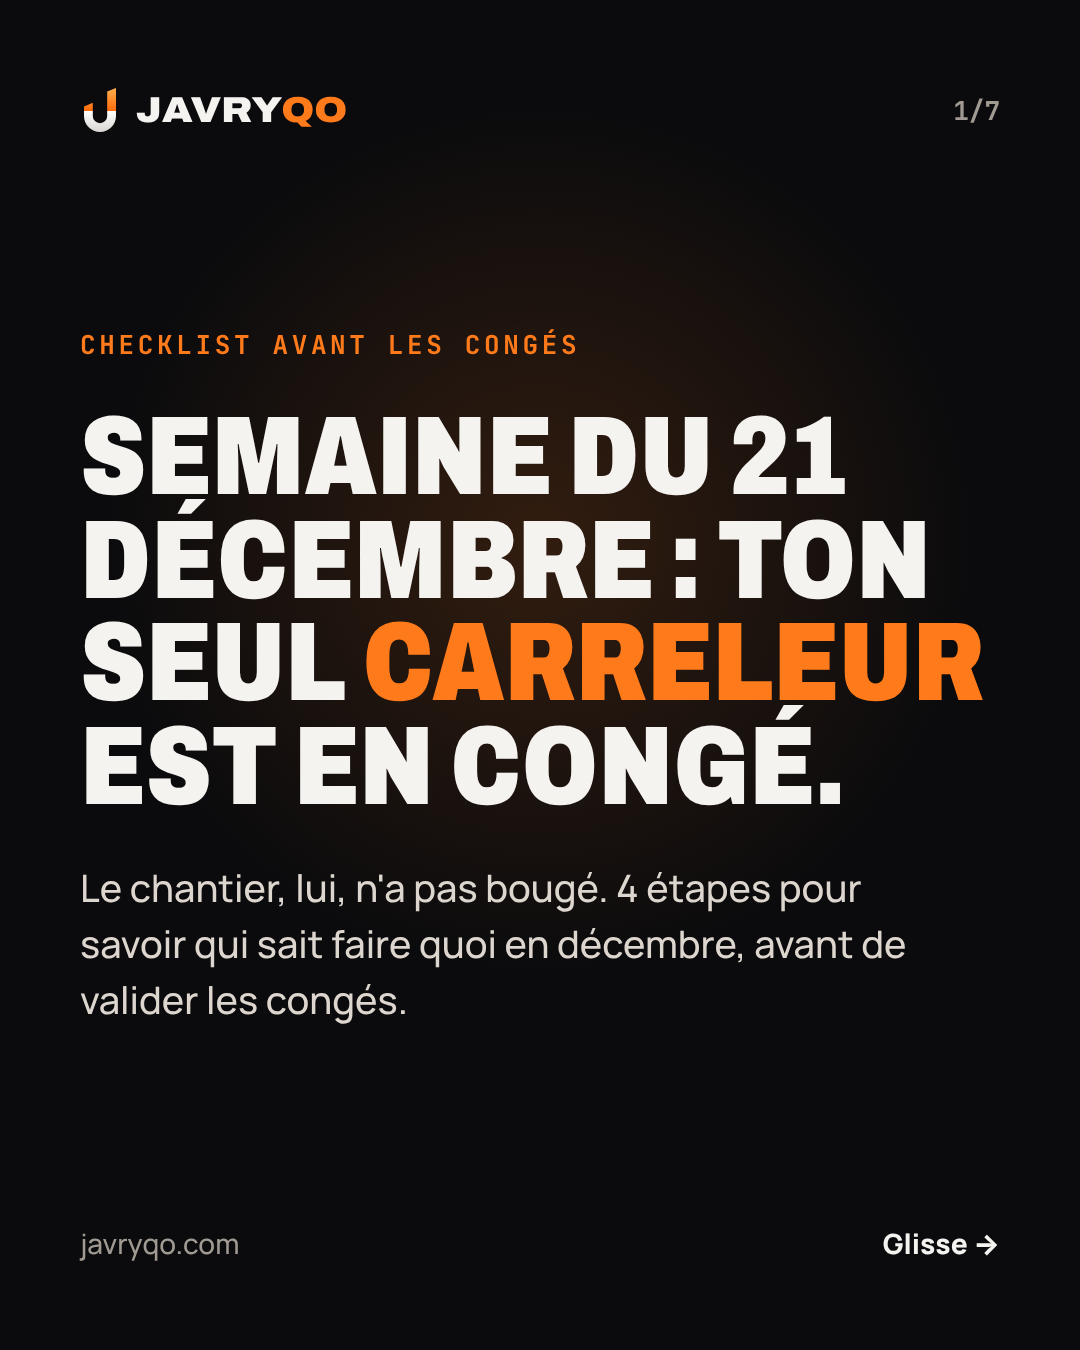 JAVRYQO
1/7
CHECKLIST AVANT LES CONGÉS
SEMAINE DU 21
DÉCEMBRE : TON
SEUL CARRELEUR
EST EN CONGÉ.
Le chantier, lui, n'a pas bougé. 4 étapes pour
savoir qui sait faire quoi en décembre, avant de
valider les congés.
javryqo.com
Glisse →